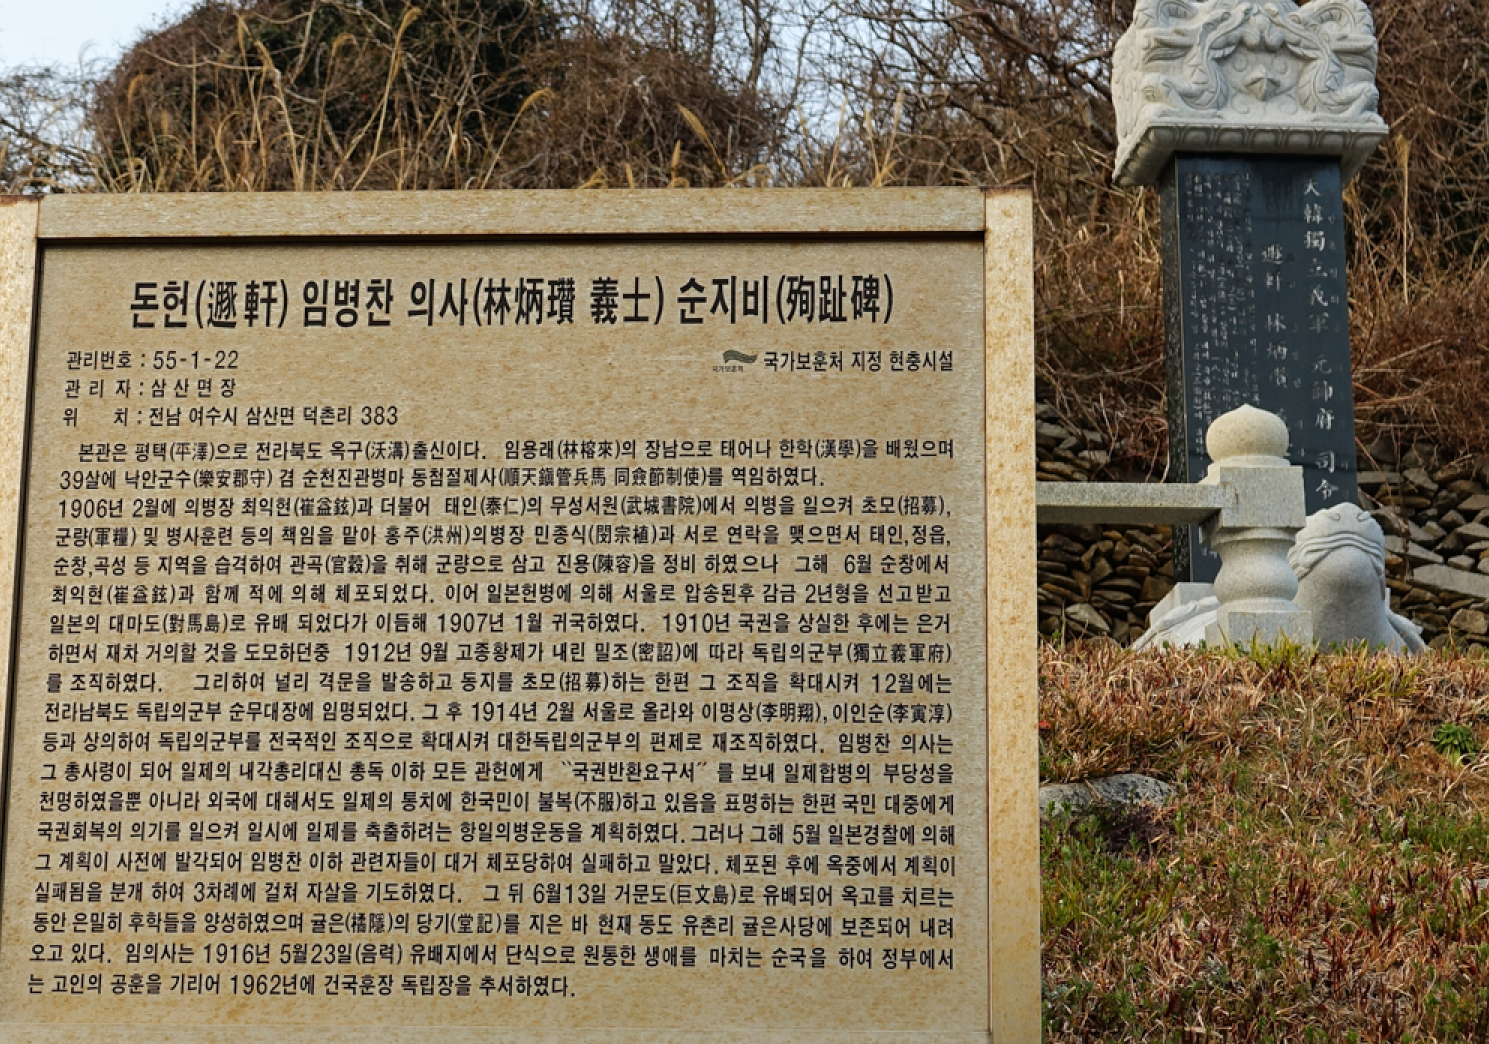 돈헌(遯軒) 임병찬 의사(林炳瓚 義士) 순지비(殉趾碑)
관리번호 : 55-1-22
국가보훈처 국가보훈처 지정 현충시설
관 리 자 : 삼산면장
위 치 : 전남 여수시 삼산면 덕촌리 383
본관은 평택(平澤)으로 전라북도 옥구(沃溝)출신이다. 임용래(林榕來)의 장남으로 태어나 한학(漢學)을 배웠으며
39살에 낙안군수(樂安郡守) 겸 순천진관병마 동첨절제사(順天鎭管兵馬 同僉節制使)를 역임하였다.
1906년 2월에 의병장 최익현(崔益鉉)과 더불어 태인(泰仁)의 무성서원(武城書院)에서 의병을 일으켜 초모(招募),
군량(軍糧) 및 병사훈련 등의 책임을 맡아 홍주(洪州)의병장 민종식(閔宗植)과 서로 연락을 맺으면서 태인,정읍,
순창,곡성 등 지역을 습격하여 관곡(官穀)을 취해 군량으로 삼고 진용(陳容)을 정비 하였으나 그해 6월 순창에서
최익현(崔益鉉)과 함께 적에 의해 체포되었다. 이어 일본헌병에 의해 서울로 압송된후 감금 2년형을 선고받고
일본의 대마도(對馬島)로 유배 되었다가 이듬해 1907년 1월 귀국하였다. 1910년 국권을 상실한 후에는 은거
하면서 재차 거의할 것을 도모하던중 1912년 9월 고종황제가 내린 밀조(密詔)에 따라 독립의군부(獨立義軍府)
를 조직하였다. 그리하여 널리 격문을 발송하고 동지를 초모(招募)하는 한편 그 조직을 확대시켜 12월에는
전라남북도 독립의군부 순무대장에 임명되었다. 그 후 1914년 2월 서울로 올라와 이명상(李明翔), 이인순(李寅淳)
등과 상의하여 독립의군부를 전국적인 조직으로 확대시켜 대한독립의군부의 편제로 재조직하였다. 임병찬 의사는
그 총사령이 되어 일제의 내각총리대신 총독 이하 모든 관헌에게 “국권반환요구서” 를 보내 일제합병의 부당성을
천명하였을뿐 아니라 외국에 대해서도 일제의 통치에 한국민이 불복(不服)하고 있음을 표명하는 한편 국민 대중에게
국권회복의 의기를 일으켜 일시에 일제를 축출하려는 항일의병운동을 계획하였다. 그러나 그해 5월 일본경찰에 의해
그 계획이 사전에 발각되어 임병찬 이하 관련자들이 대거 체포당하여 실패하고 말았다. 체포된 후에 옥중에서 계획이
실패됨을 분개 하여 3차례에 걸쳐 자살을 기도하였다. 그 뒤 6월13일 거문도(巨文島)로 유배되어 옥고를 치르는
동안 은밀히 후학들을 양성하였으며 귤은(橘隱)의 당기(堂記)를 지은 바 현재 동도 유촌리 귤은사당에 보존되어 내려
오고 있다. 임의사는 1916년 5월23일(음력) 유배지에서 단식으로 원통한 생애를 마치는 순국을 하여 정부에서
는 고인의 공훈을 기리어 1962년에 건국훈장 독립장을 추서하였다.
大韓獨立義軍 元帥府 司令
遯軒 林炳瓚